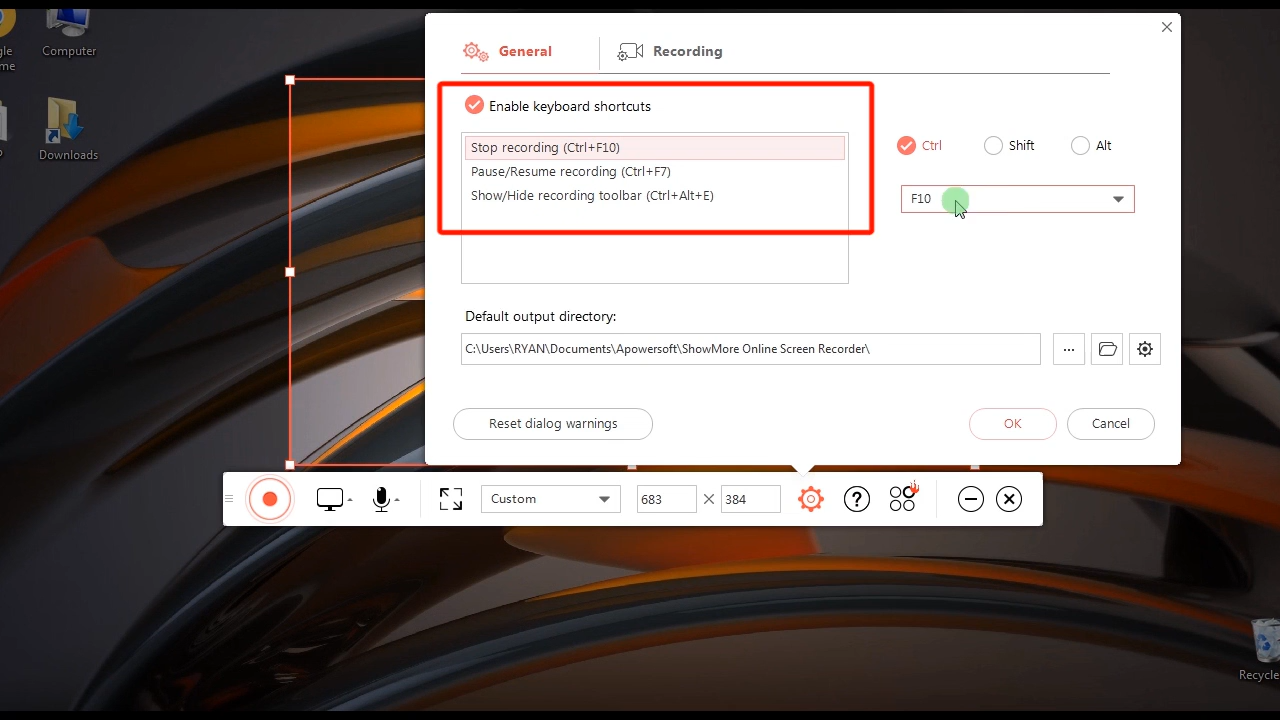 Computer
gle
me
Downloads
P
General
Recording
Enable keyboard shortcuts
Stop recording (Ctrl+F10)
Pause/Resume recording (Ctrl+F7)
Show/Hide recording toolbar (Ctrl+Alt+E)
Ctrl
Shift
Alt
F10
Default output directory:
C:\Users\RYAN\Documents\Apowersoft\ShowMore Online Screen Recorder\
...
Reset dialog warnings
OK
Cancel
Custom
683
384
Recycle